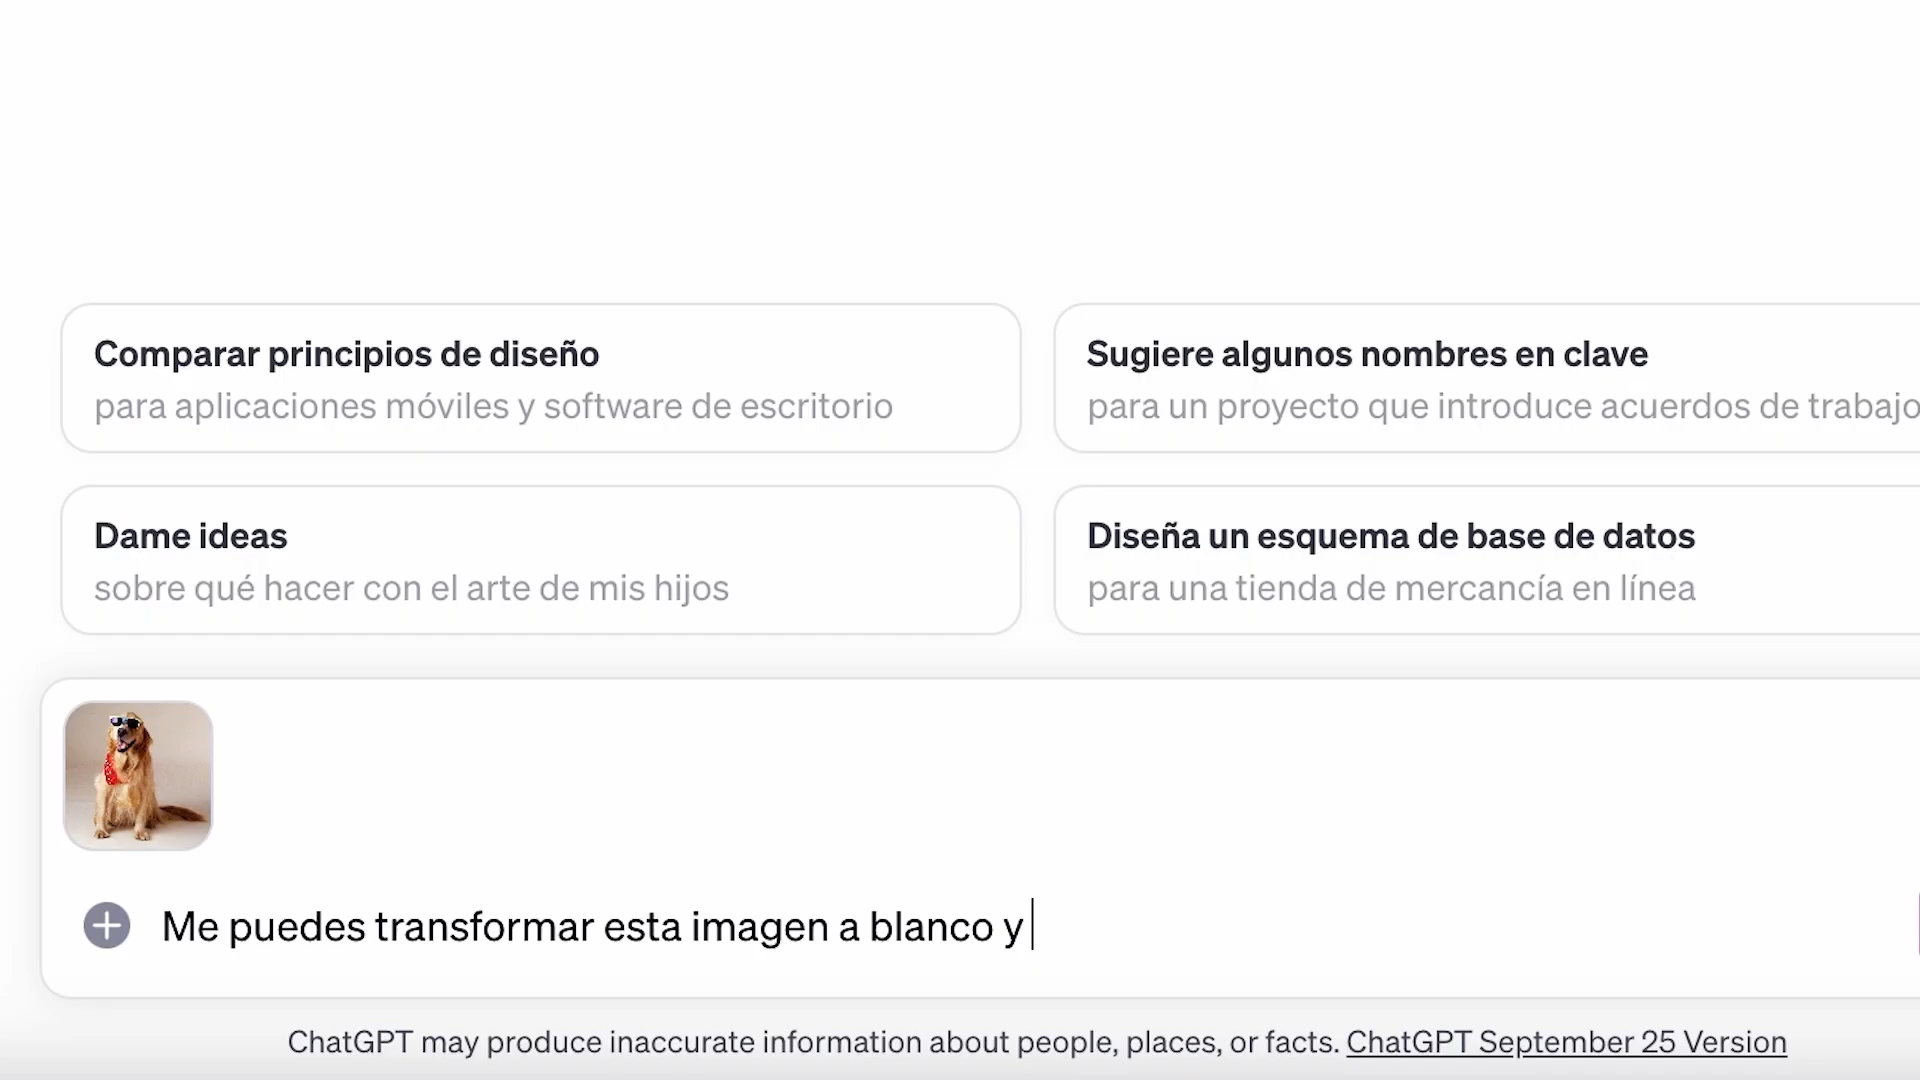 Comparar principios de diseño
para aplicaciones móviles y software de escritorio
Sugiere algunos nombres en clave
para un proyecto que introduce acuerdos de trabajo
Dame ideas
sobre qué hacer con el arte de mis hijos
Diseña un esquema de base de datos
para una tienda de mercancía en línea
Me puedes transformar esta imagen a blanco y
ChatGPT may produce inaccurate information about people, places, or facts. ChatGPT September 25 Version